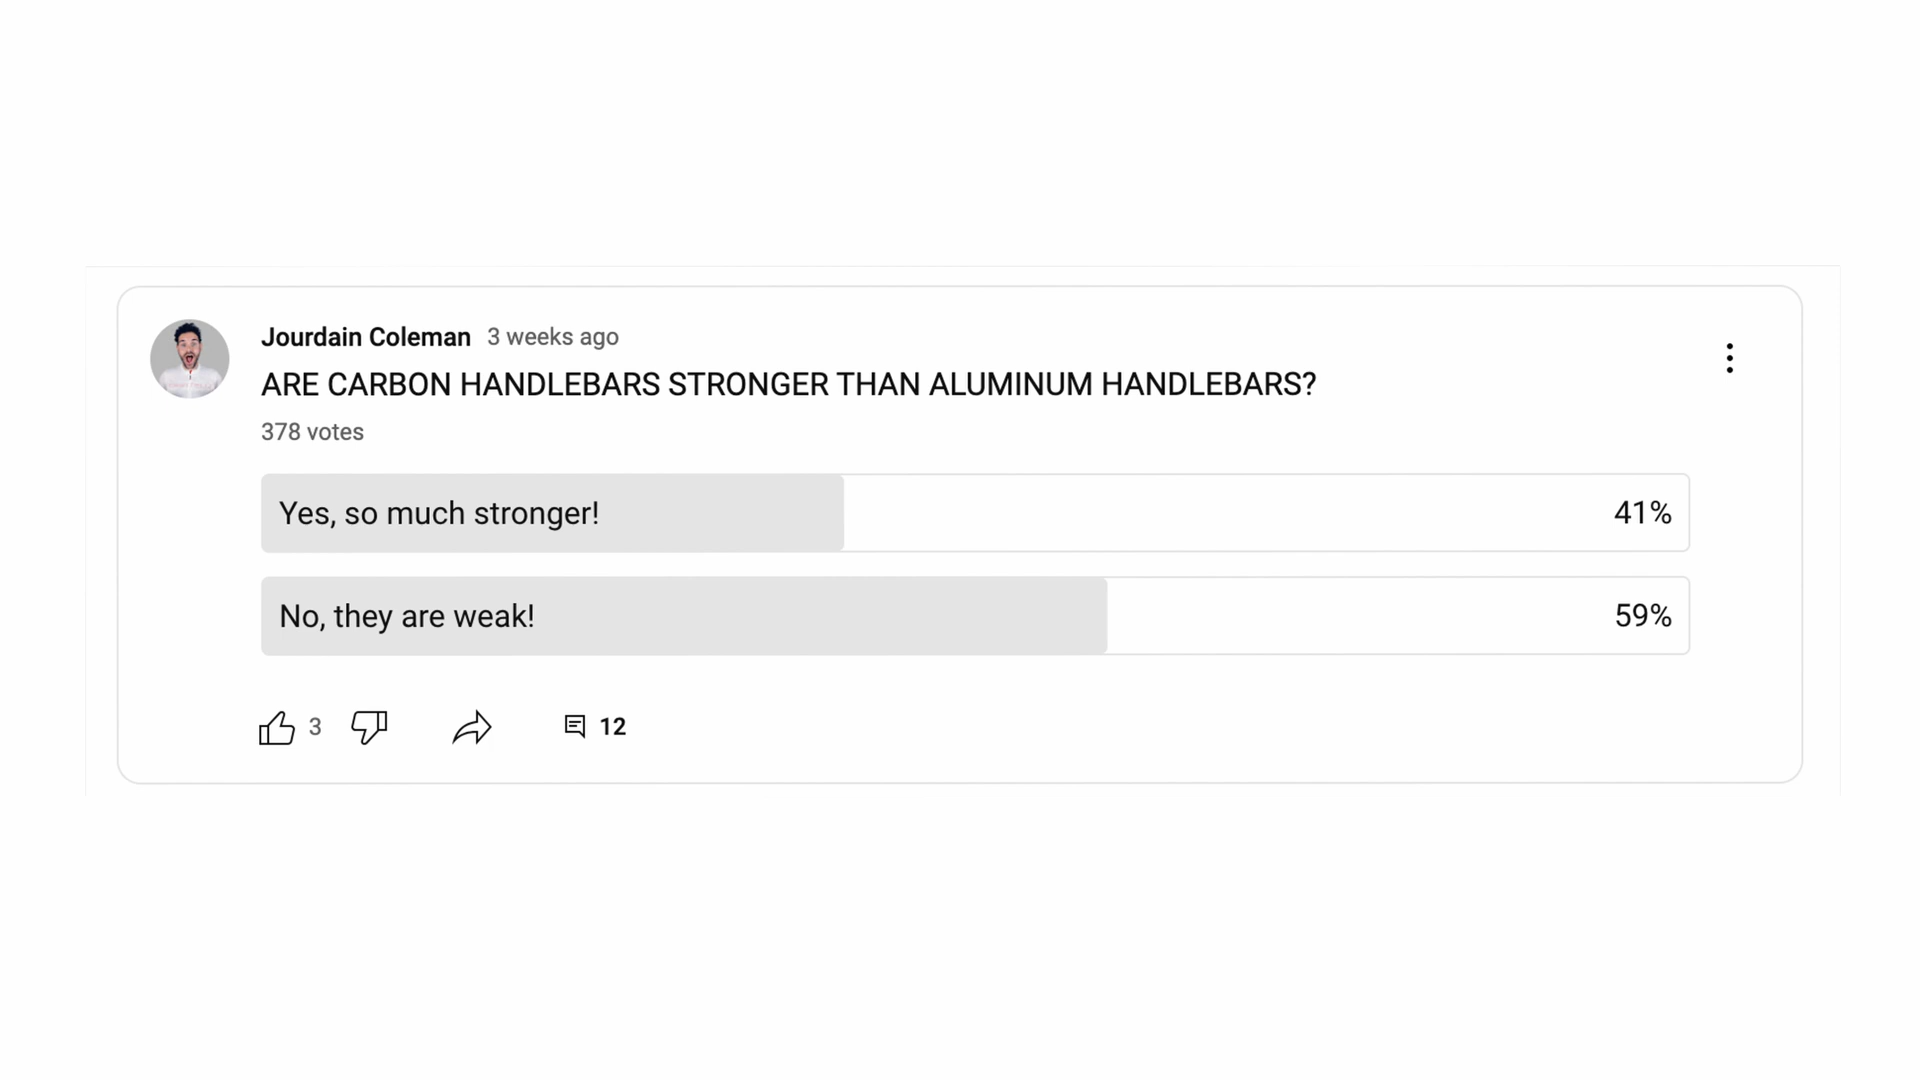 Jourdain Coleman 3 weeks ago
ARE CARBON HANDLEBARS STRONGER THAN ALUMINUM HANDLEBARS?
378 votes
Yes, so much stronger! 41%
No, they are weak! 59%
3 12